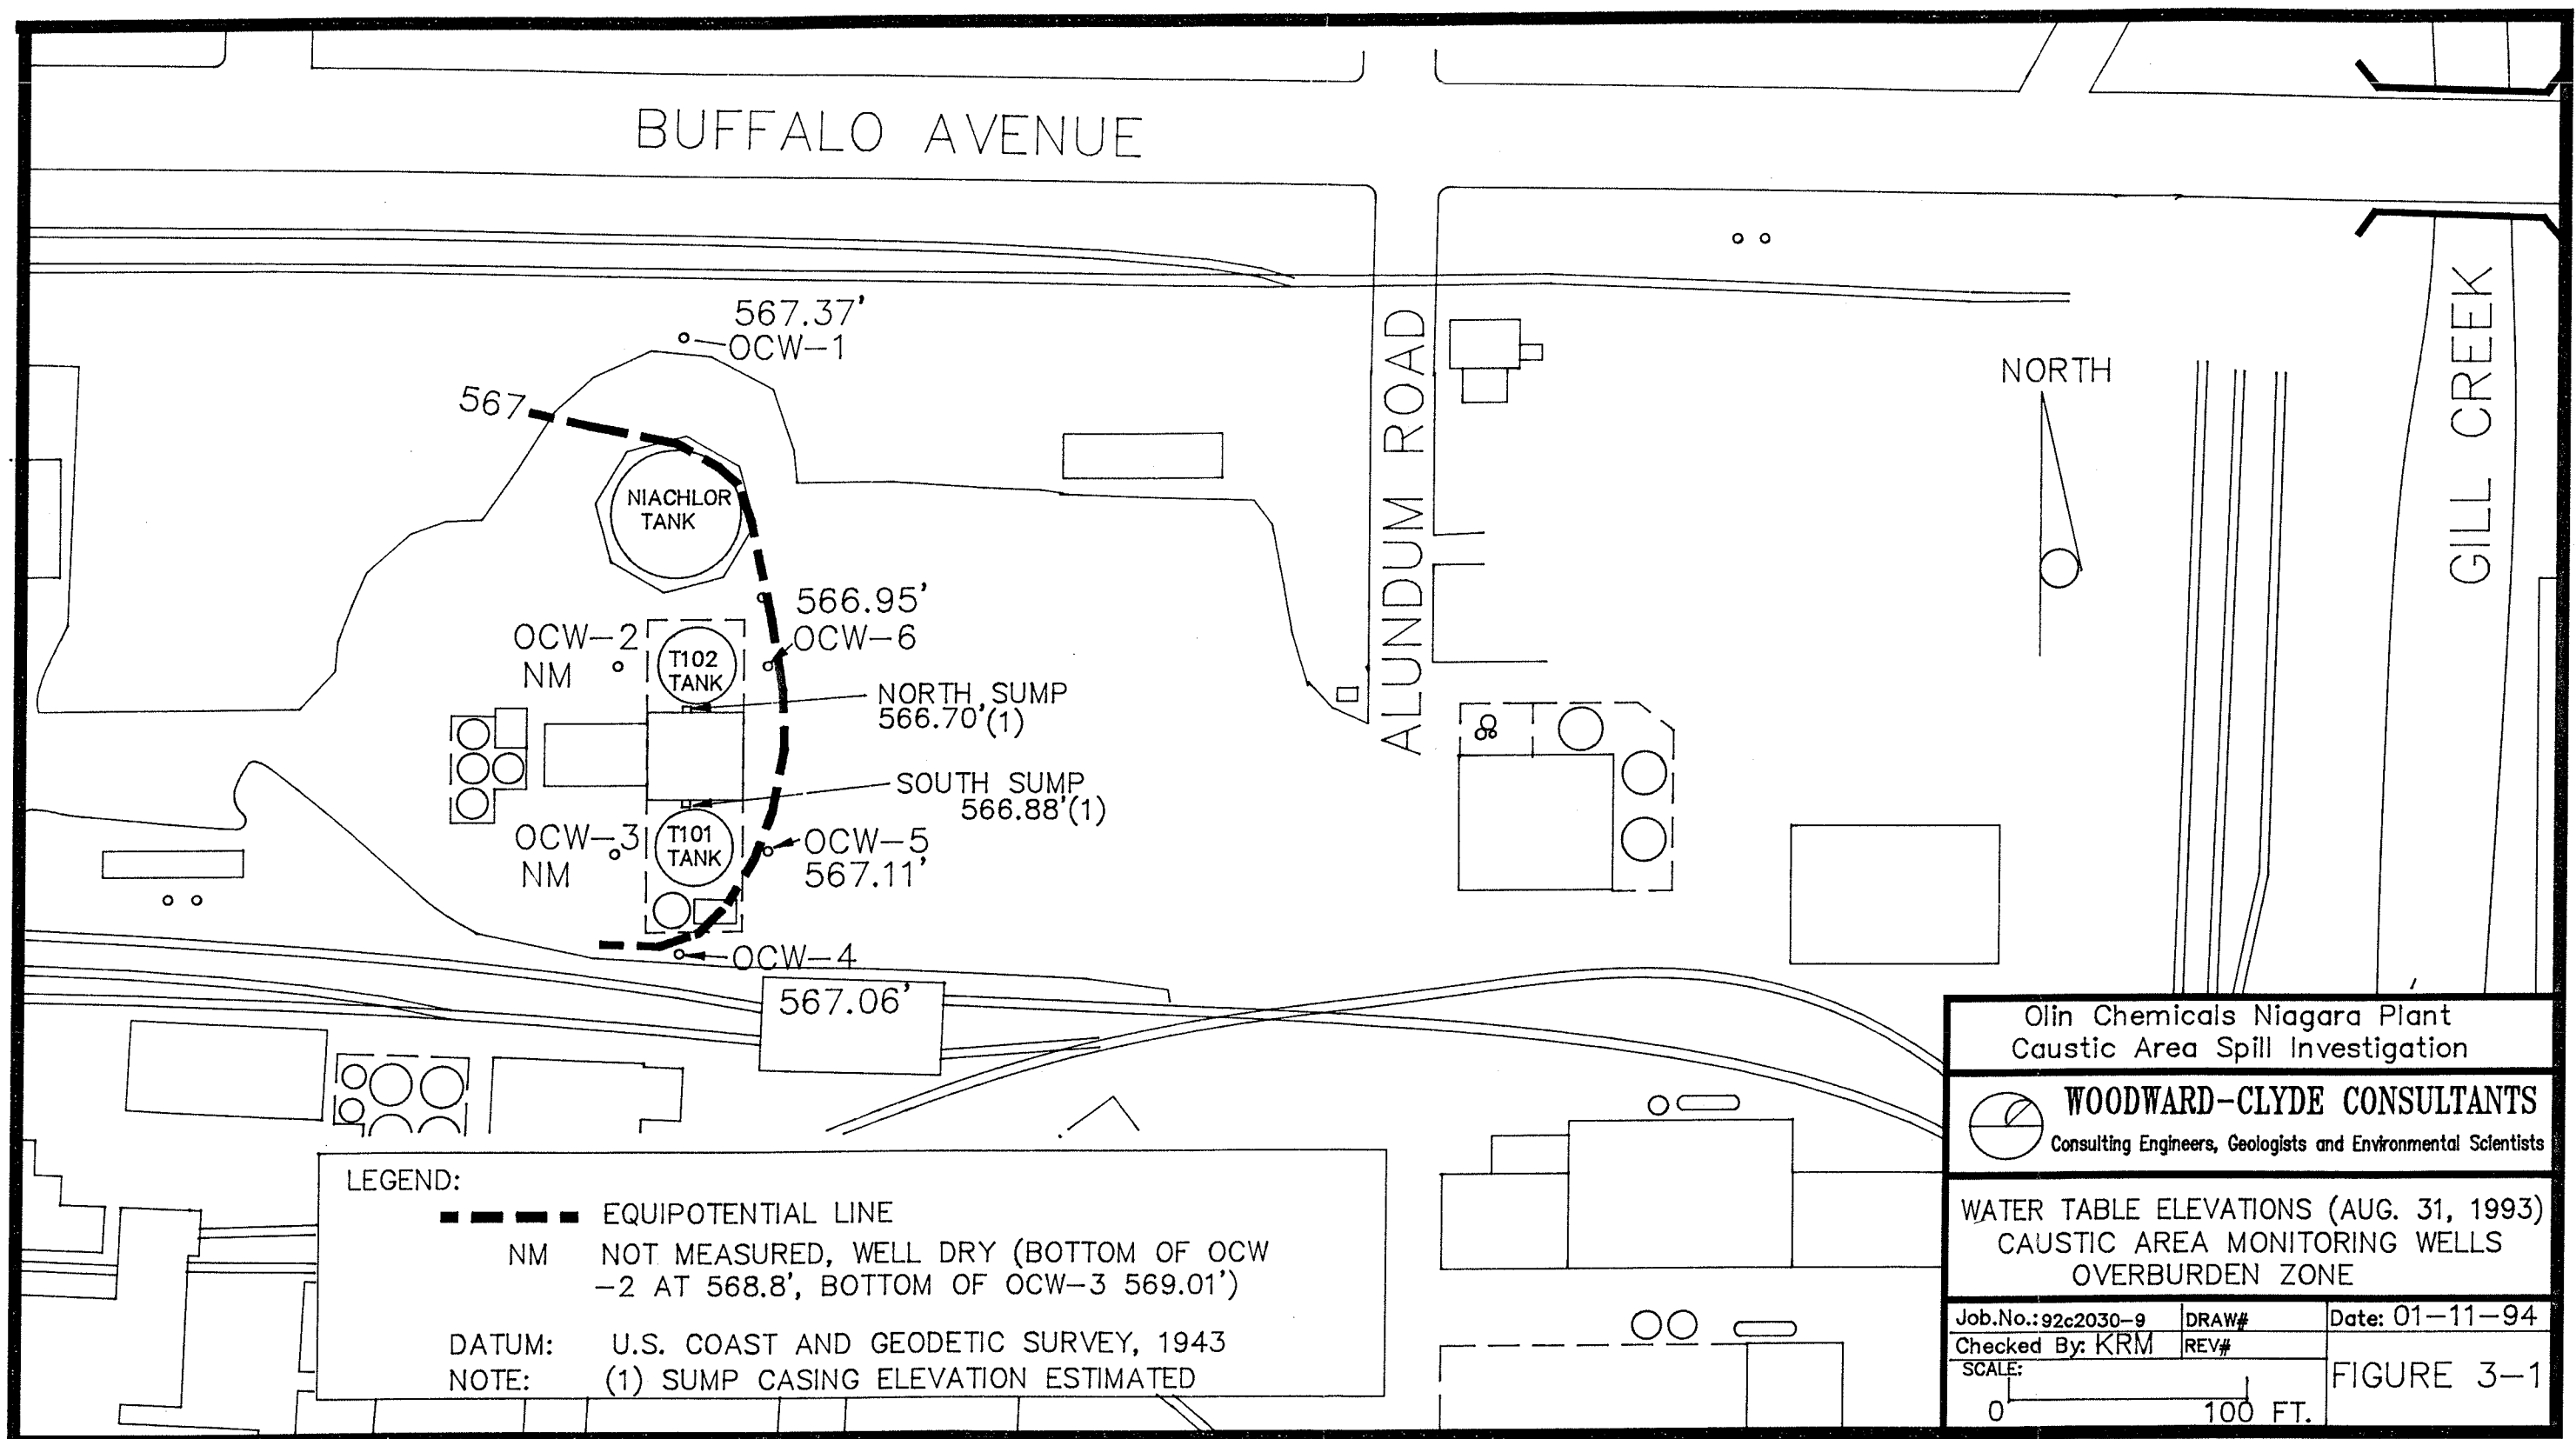 BUFFALO AVENUE
567.37'
OCW-1
567
NORTH
GILL CREEK
ALUNDUM ROAD
NIACHLOR
TANK
566.95'
OCW-6
OCW-2
NM
T102
TANK
NORTH SUMP
566.70'(1)
SOUTH SUMP
566.88'(1)
OCW-3
NM
T101
TANK
OCW-5
567.11'
OCW-4
567.06'
LEGEND:
EQUIPOTENTIAL LINE
NM NOT MEASURED, WELL DRY (BOTTOM OF OCW
-2 AT 568.8', BOTTOM OF OCW-3 569.01')
DATUM: U.S. COAST AND GEODETIC SURVEY, 1943
NOTE: (1) SUMP CASING ELEVATION ESTIMATED
Olin Chemicals Niagara Plant
Caustic Area Spill Investigation
WOODWARD-CLYDE CONSULTANTS
Consulting Engineers, Geologists and Environmental Scientists
WATER TABLE ELEVATIONS (AUG. 31, 1993)
CAUSTIC AREA MONITORING WELLS
OVERBURDEN ZONE
Job.No.:92c2030-9 DRAW# Date: 01-11-94
Checked By: KRM REV#
SCALE:
0 100 FT.
FIGURE 3-1